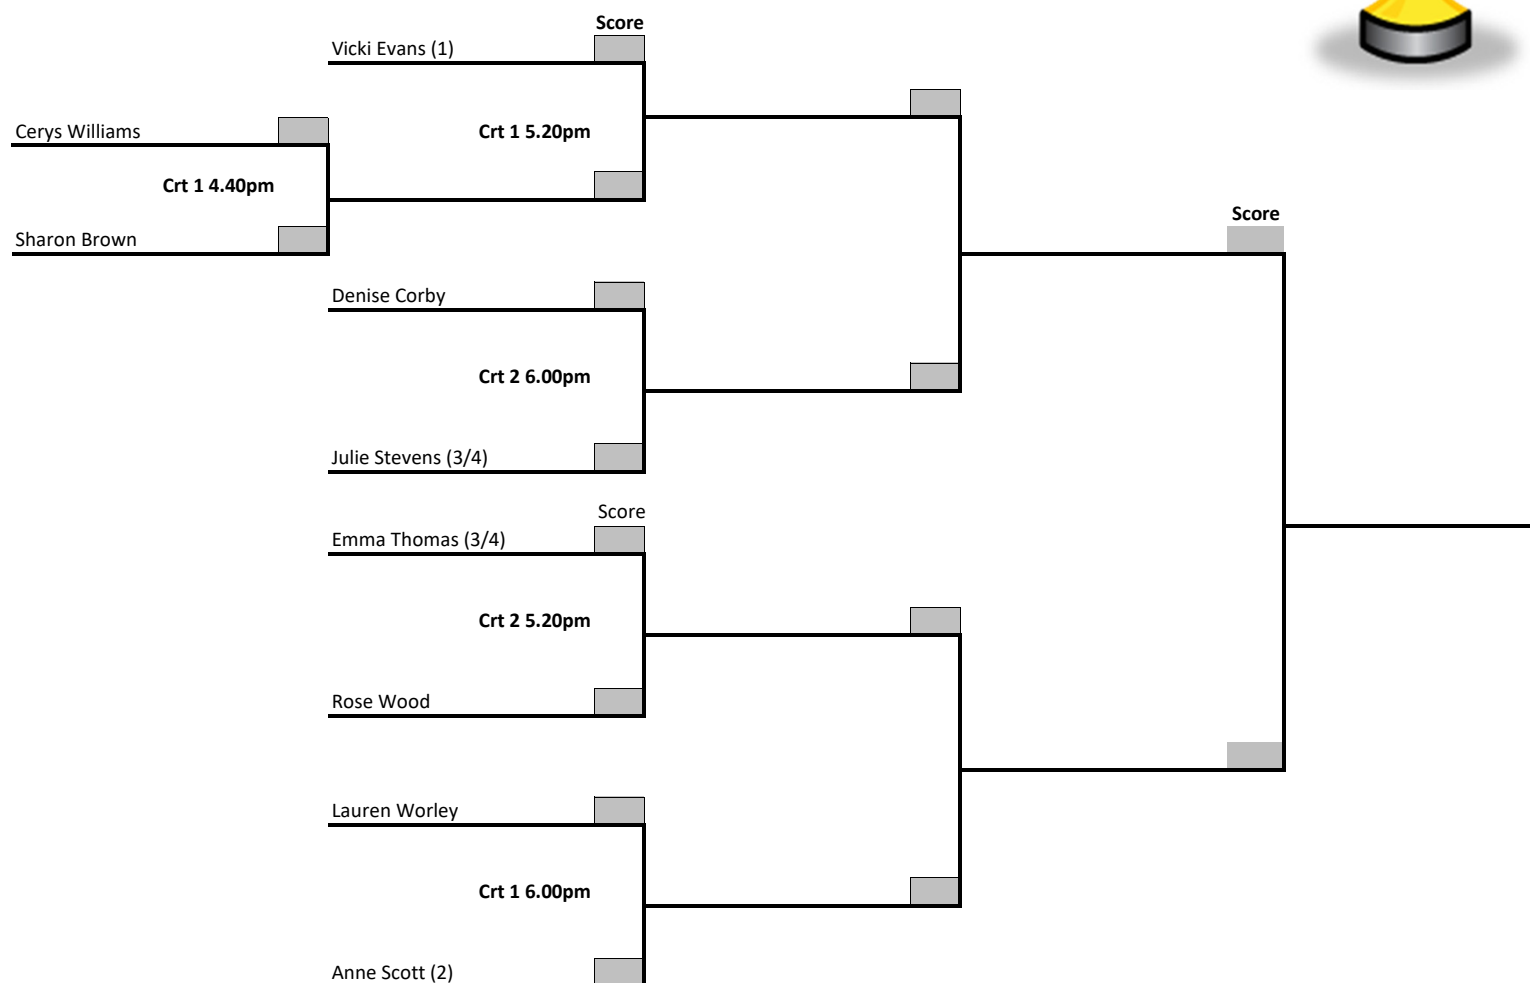 Score
Vicki Evans (1)
Cerys Williams
Crt 1 5.20pm
Crt 1 4.40pm
Score
Sharon Brown
Denise Corby
Crt 2 6.00pm
Julie Stevens (3/4)
Score
Emma Thomas (3/4)
Crt 2 5.20pm
Rose Wood
Lauren Worley
Crt 1 6.00pm
Anne Scott (2)